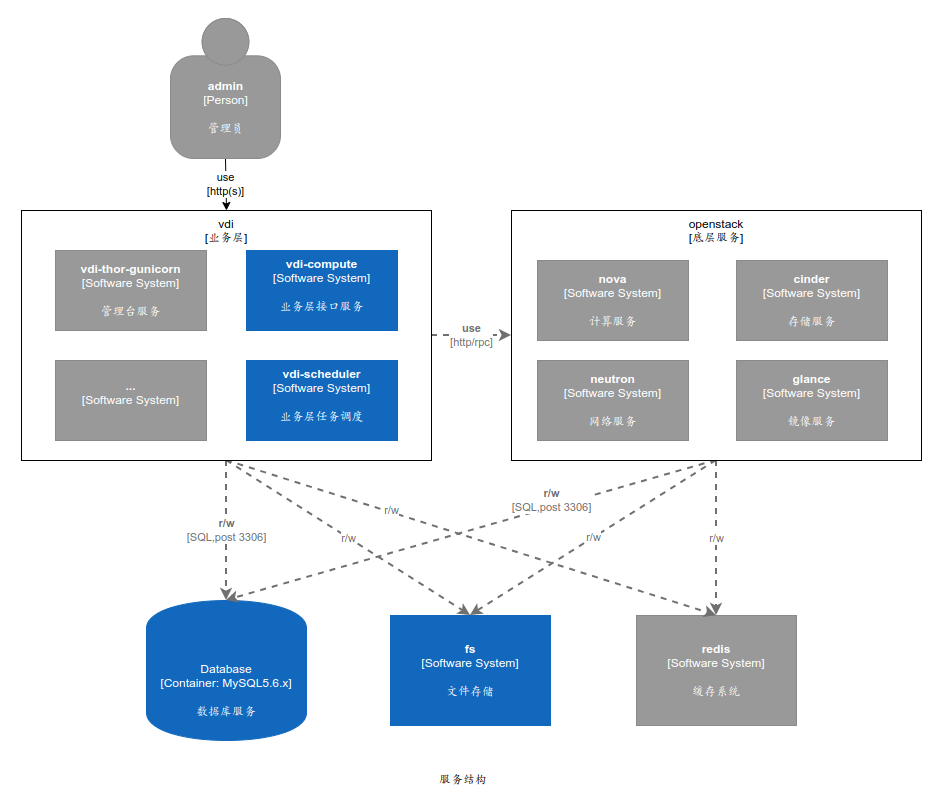 admin
[Person]
管理员
use
[http(s)]
vdi
[业务层]
vdi-thor-gunicorn
[Software System]
管理台服务
vdi-compute
[Software System]
业务层接口服务
...
[Software System]
vdi-scheduler
[Software System]
业务层任务调度
use
[http/rpc]
openstack
[底层服务]
nova
[Software System]
计算服务
cinder
[Software System]
存储服务
neutron
[Software System]
网络服务
glance
[Software System]
镜像服务
r/w
[SQL,post 3306]
r/w
r/w
r/w
[SQL,post 3306]
r/w
r/w
Database
[Container: MySQL5.6.x]
数据库服务
fs
[Software System]
文件存储
redis
[Software System]
缓存系统
服务结构